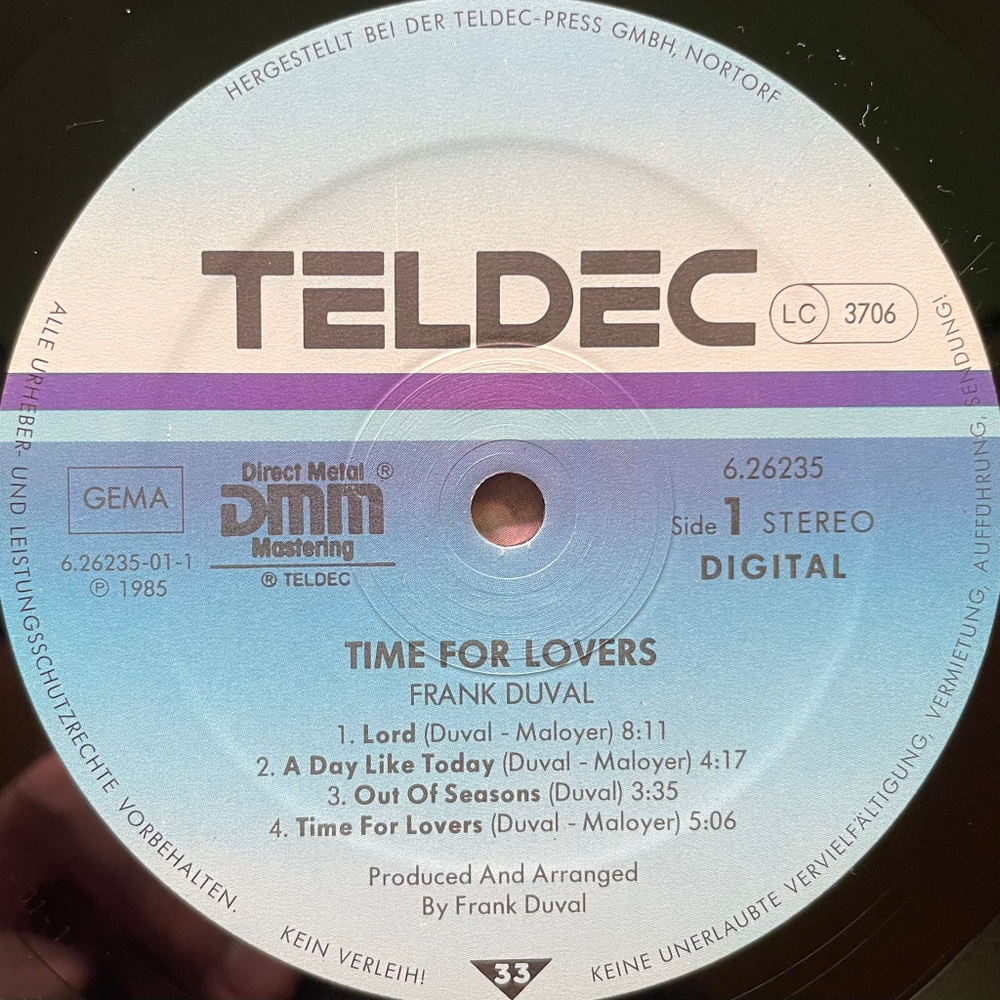 HERGESTELLT BEI DER TELDEC-PRESS GMBH, NORTORF
TELDEC
LC 3706
GEMA
6.26235-01-1
℗ 1985
Direct Metal ®
DMM
Mastering
® TELDEC
6.26235
Side 1 STEREO
DIGITAL
TIME FOR LOVERS
FRANK DUVAL
1. Lord (Duval - Maloyer) 8:11
2. A Day Like Today (Duval - Maloyer) 4:17
3. Out Of Seasons (Duval) 3:35
4. Time For Lovers (Duval - Maloyer) 5:06
Produced And Arranged
By Frank Duval
33
ALLE URHEBER- UND LEISTUNGSSCHUTZRECHTE VORBEHALTEN.
KEIN VERLEIH!
KEINE UNERLAUBTE VERVIELFÄLTIGUNG, VERMIETUNG, AUFFÜHRUNG, SENDUNG!